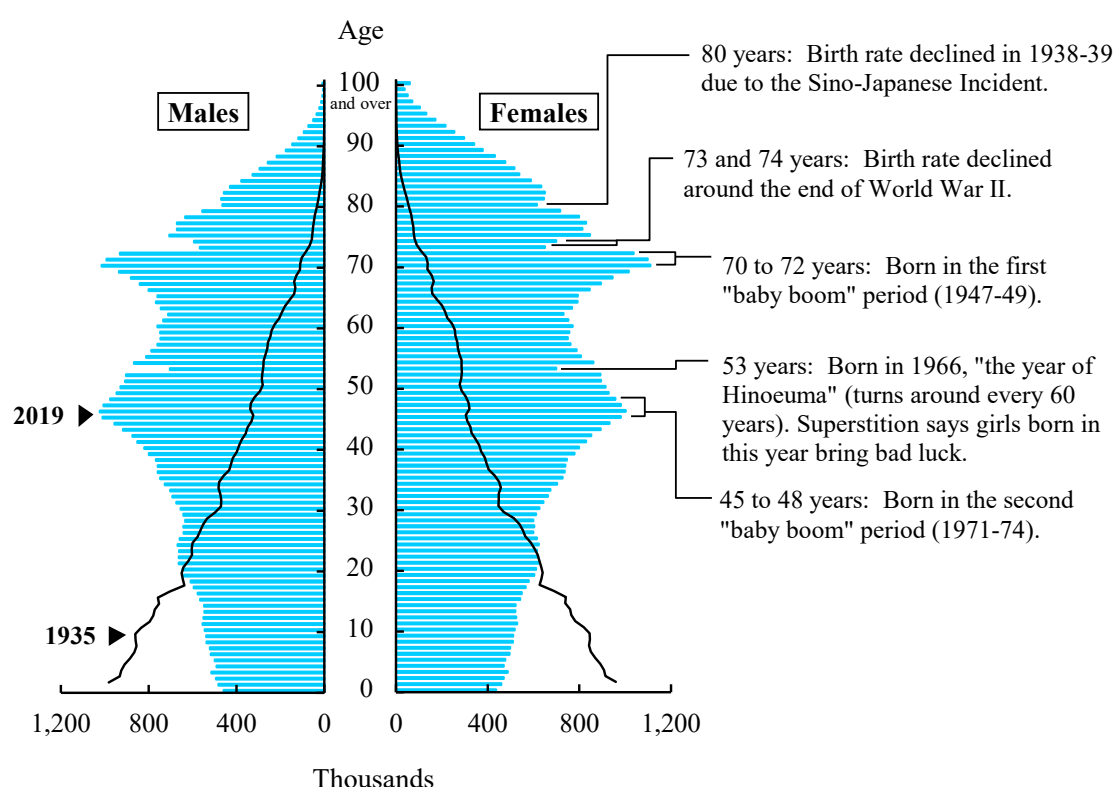 Age
Males
Females
100
and over
90
80
70
60
50
40
30
20
10
0
2019
1935
80 years:  Birth rate declined in 1938-39
due to the Sino-Japanese Incident.
73 and 74 years:  Birth rate declined
around the end of World War II.
70 to 72 years:  Born in the first
"baby boom" period (1947-49).
53 years:  Born in 1966, "the year of
Hinoeuma" (turns around every 60
years). Superstition says girls born in
this year bring bad luck.
45 to 48 years:  Born in the second
"baby boom" period (1971-74).
1,200 800 400 0 0 400 800 1,200
Thousands